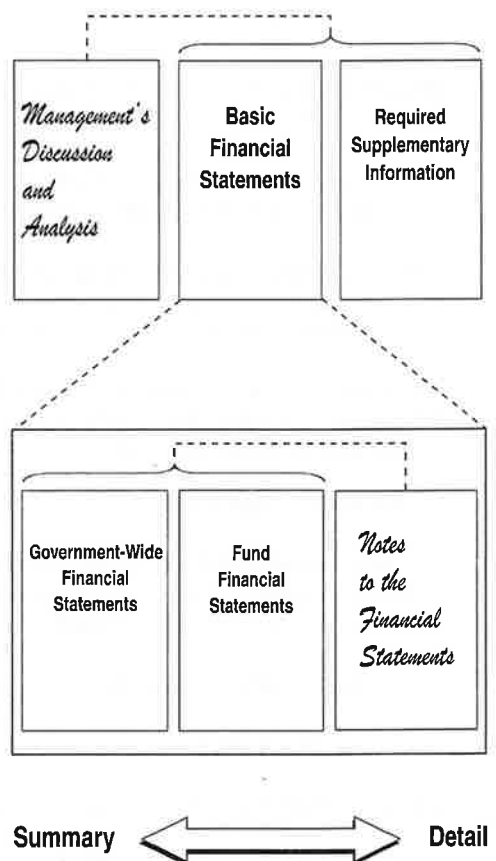 Management's
Discussion
and
Analysis
Basic
Financial
Statements
Required
Supplementary
Information
Government-Wide
Financial
Statements
Fund
Financial
Statements
Notes
to the
Financial
Statements
Summary
Detail